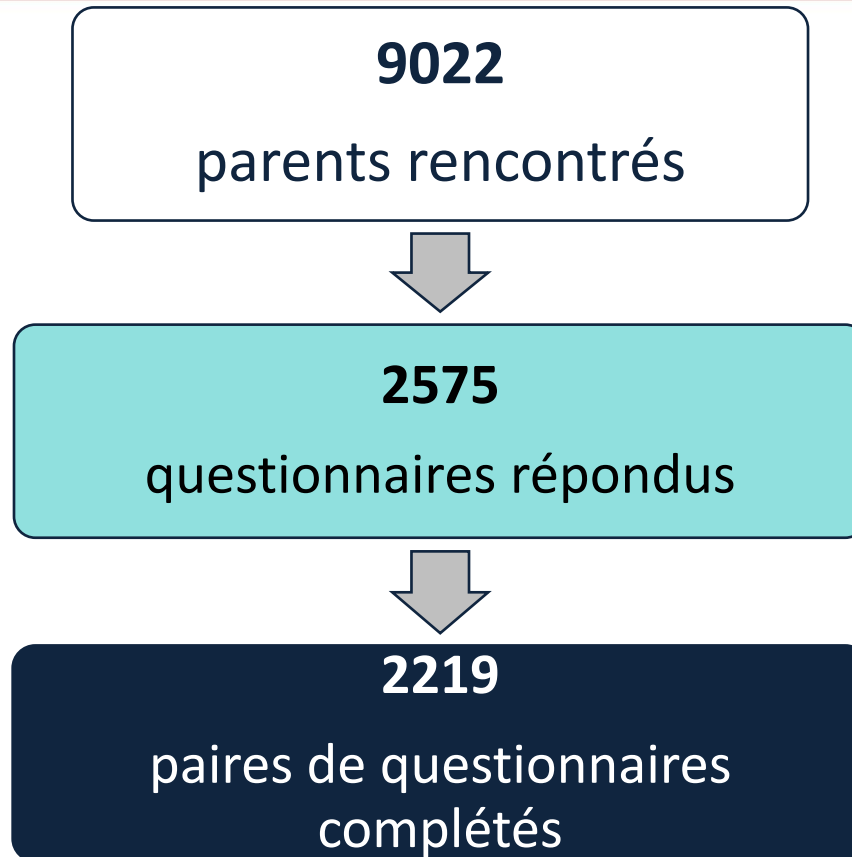 9022
parents rencontrés
2575
questionnaires répondus
2219
paires de questionnaires
complétés